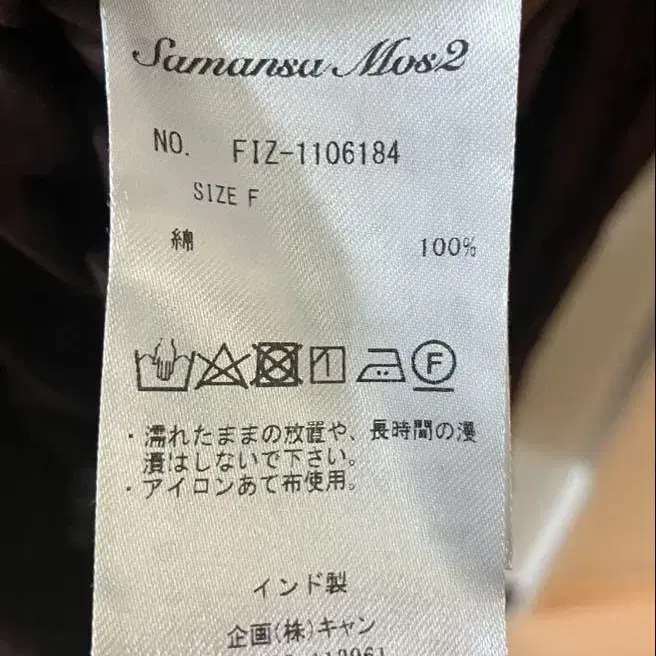 Samansa Mos2
NO. FIZ-1106184
SIZE F
綿 100%
F
・濡れたままの放置や、長時間の浸
漬はしないで下さい。
・アイロンあて布使用。
インド製
企画(株)キャン